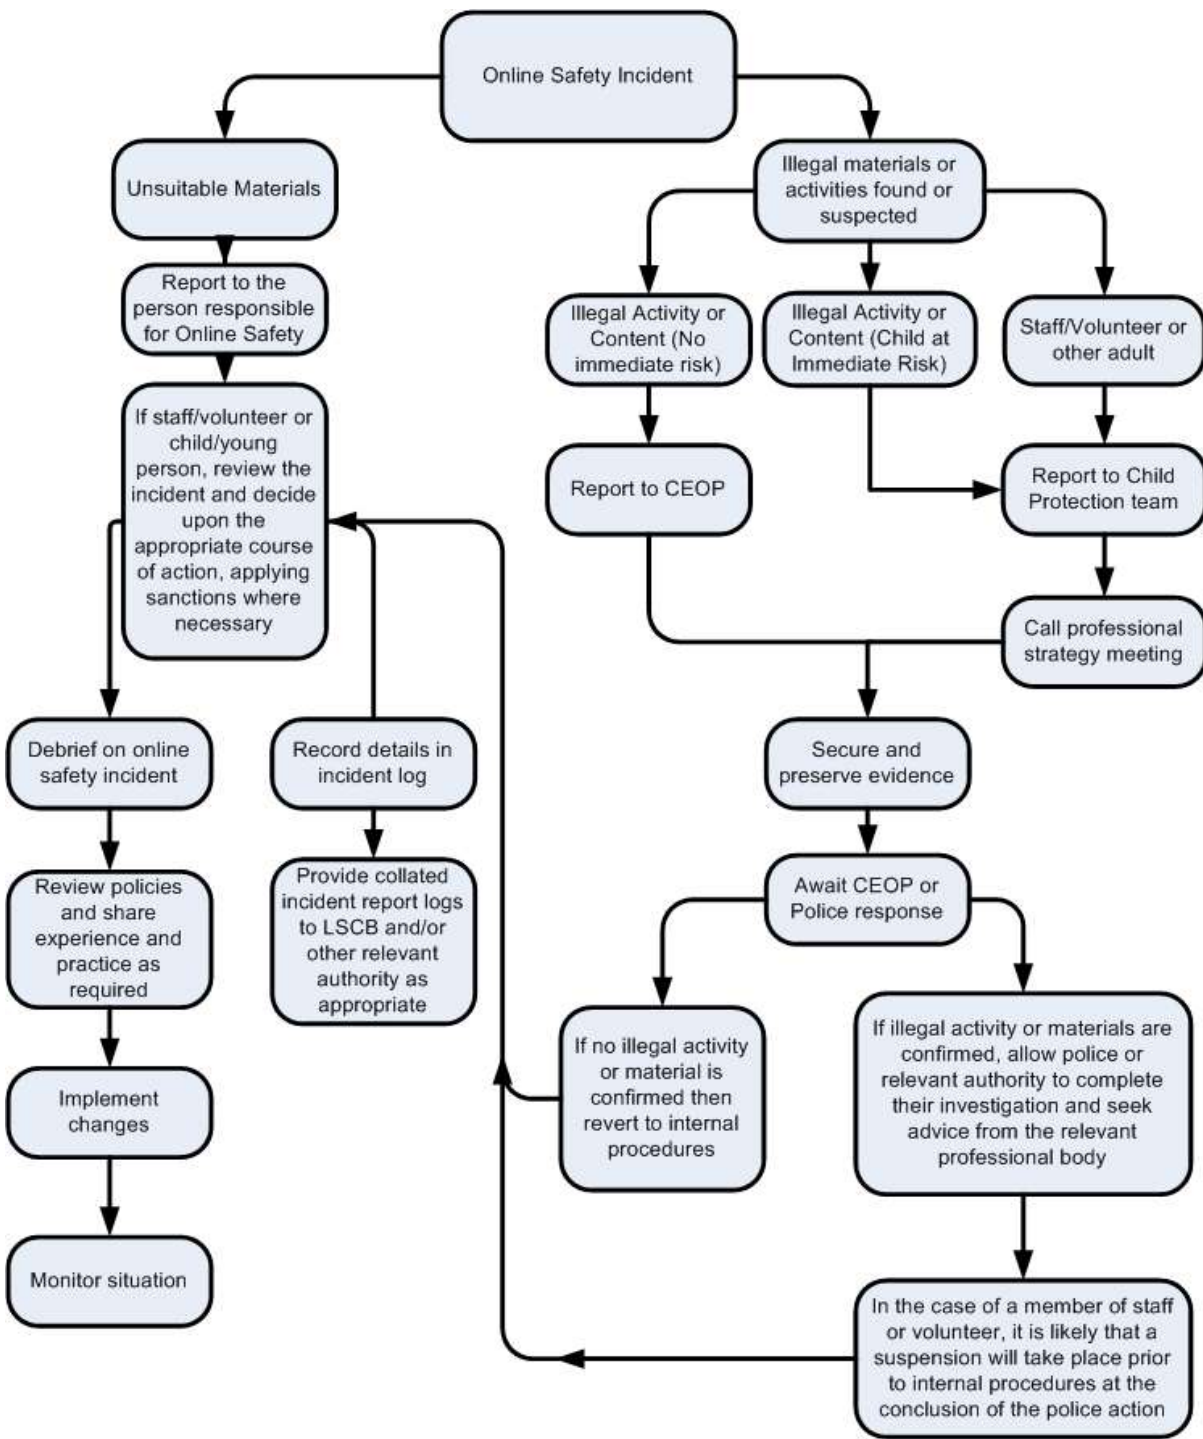 Online Safety Incident
Unsuitable Materials
Illegal materials or
activities found or
suspected
Report to the
person responsible
for Online Safety
Illegal Activity or
Content (No
immediate risk)
Illegal Activity or
Content (Child at
Immediate Risk)
Staff/Volunteer or
other adult
If staff/volunteer or
child/young
person, review the
incident and decide
upon the
appropriate course
of action, applying
sanctions where
necessary
Report to CEOP
Report to Child
Protection team
Call professional
strategy meeting
Debrief on online
safety incident
Record details in
incident log
Secure and
preserve evidence
Review policies
and share
experience and
practice as
required
Provide collated
incident report logs
to LSCB and/or
other relevant
authority as
appropriate
Await CEOP or
Police response
If no illegal activity
or material is
confirmed then
revert to internal
procedures
If illegal activity or materials are
confirmed, allow police or
relevant authority to complete
their investigation and seek
advice from the relevant
professional body
Implement
changes
Monitor situation
In the case of a member of staff
or volunteer, it is likely that a
suspension will take place prior
to internal procedures at the
conclusion of the police action